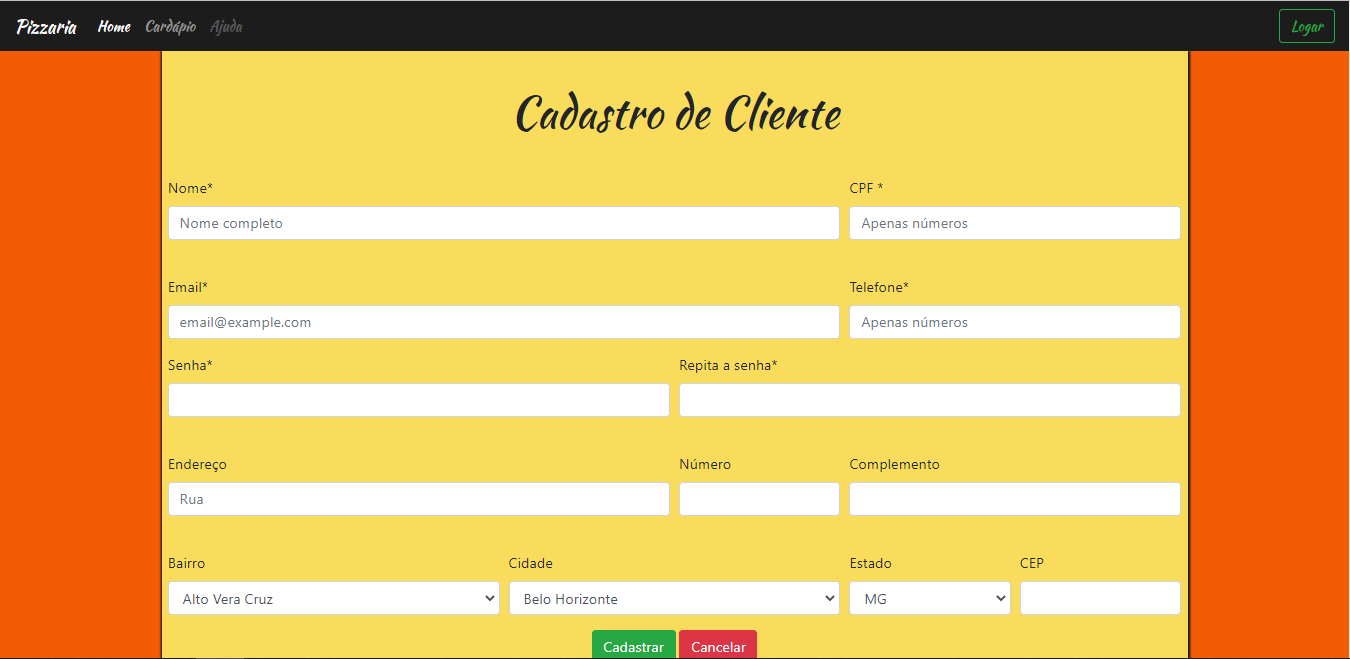 Pizzaria Home Cardápio Ajuda Logar
Cadastro de Cliente
Nome* CPF *
Nome completo Apenas números
Email* Telefone*
email@example.com Apenas números
Senha* Repita a senha*
Endereço Número Complemento
Rua
Bairro Cidade Estado CEP
Alto Vera Cruz Belo Horizonte MG
Cadastrar Cancelar